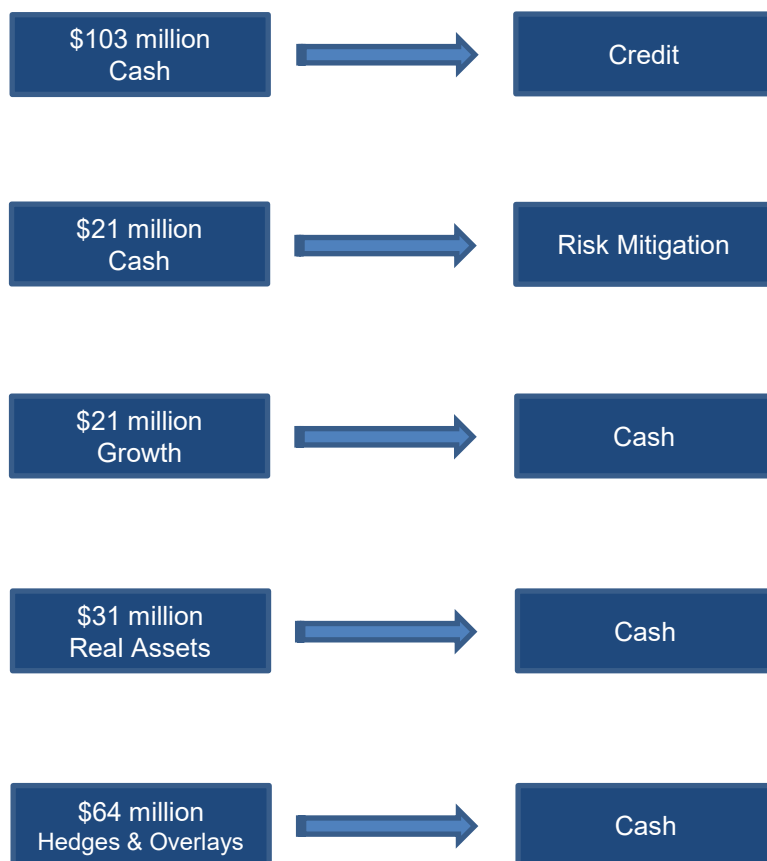 $103 million
Cash
Credit
$21 million
Cash
Risk Mitigation
$21 million
Growth
Cash
$31 million
Real Assets
Cash
$64 million
Hedges & Overlays
Cash